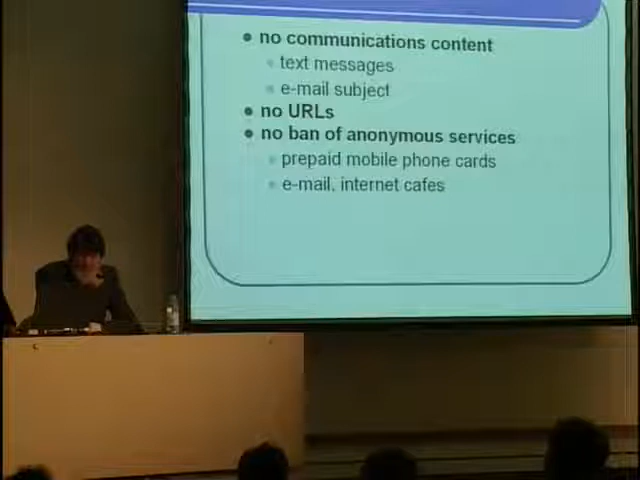 no communications content
text messages
e-mail subject
no URLs
no ban of anonymous services
prepaid mobile phone cards
e-mail, internet cafes